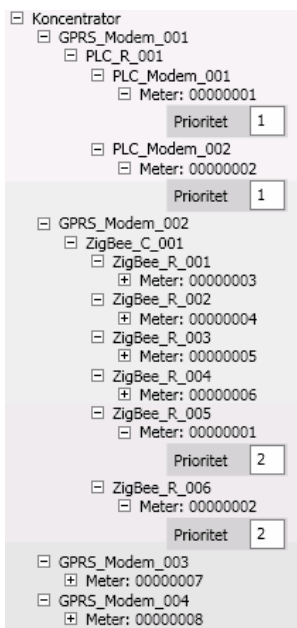 Koncentrator
GPRS_Modem_001
PLC_R_001
PLC_Modem_001
Meter: 00000001
Prioritet 1
PLC_Modem_002
Meter: 00000002
Prioritet 1
GPRS_Modem_002
ZigBee_C_001
ZigBee_R_001
Meter: 00000003
ZigBee_R_002
Meter: 00000004
ZigBee_R_003
Meter: 00000005
ZigBee_R_004
Meter: 00000006
ZigBee_R_005
Meter: 00000001
Prioritet 2
ZigBee_R_006
Meter: 00000002
Prioritet 2
GPRS_Modem_003
Meter: 00000007
GPRS_Modem_004
Meter: 00000008